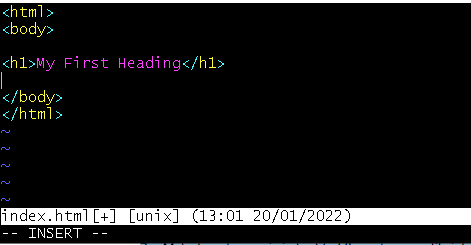 <html>
<body>
<h1>My First Heading</h1>
</body>
</html>
~
~
~
~
~
index.html[+] [unix] (13:01 20/01/2022)
-- INSERT --